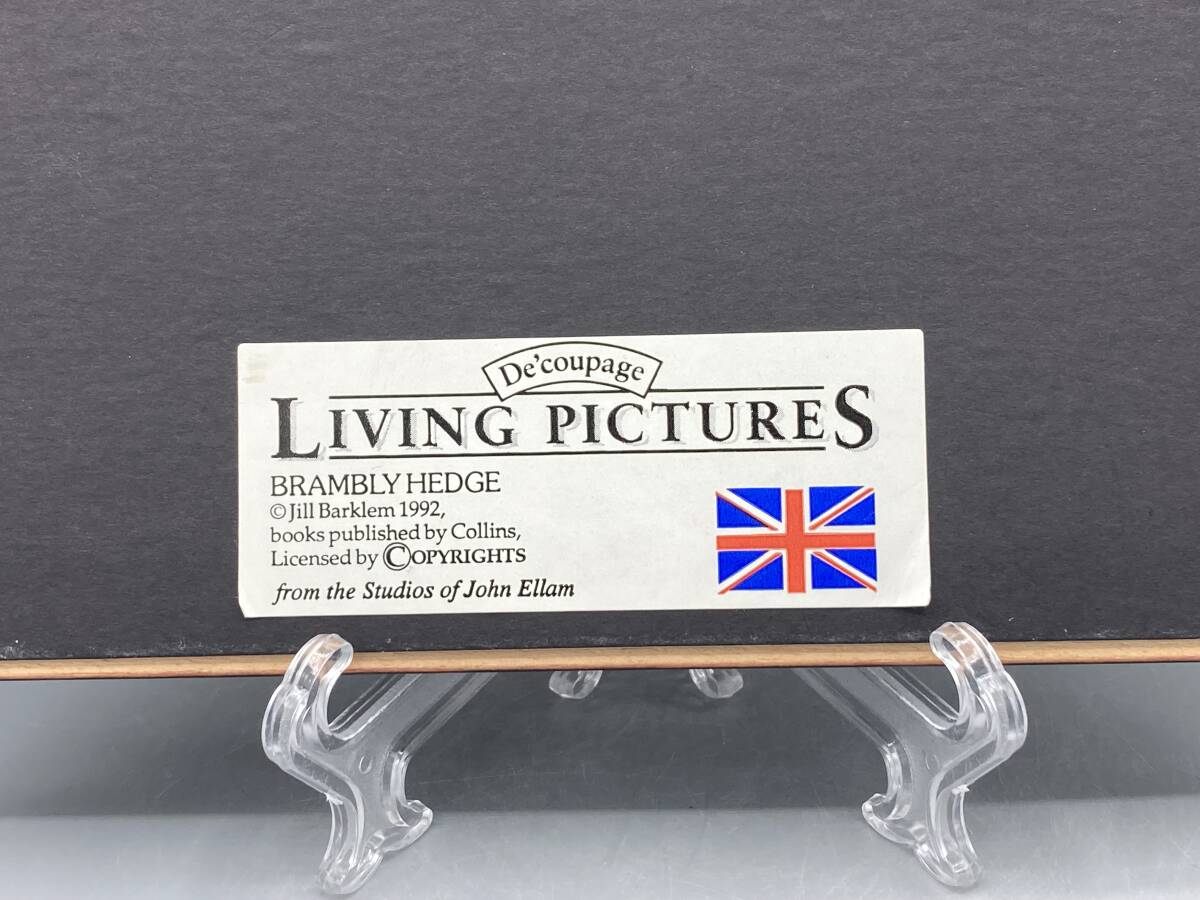 De'coupage
LIVING PICTURES
BRAMBLY HEDGE
© Jill Barklem 1992,
books published by Collins,
Licensed by ©OPYRIGHTS
from the Studios of John Ellam